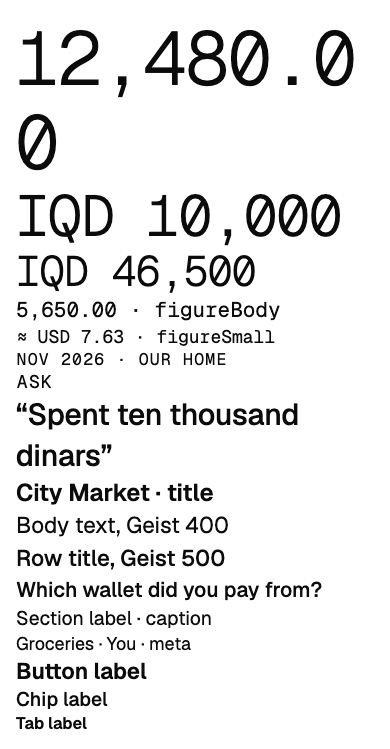 12,480.0
0
IQD 10,000
IQD 46,500
5,650.00 · figureBody
≈ USD 7.63 · figureSmall
NOV 2026 · OUR HOME
ASK
“Spent ten thousand
dinars”
City Market · title
Body text, Geist 400
Row title, Geist 500
Which wallet did you pay from?
Section label · caption
Groceries · You · meta
Button label
Chip label
Tab label